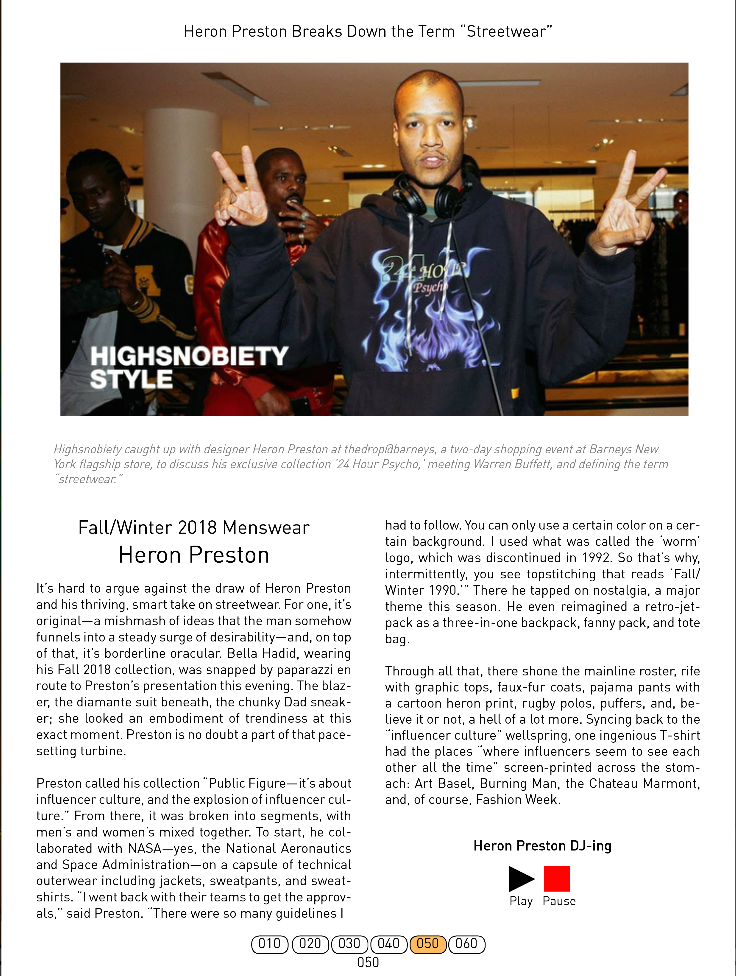 Heron Preston Breaks Down the Term “Streetwear”
24 HOUR
Psycho
HIGHSNOBIETY
STYLE
Highsnobiety caught up with designer Heron Preston at thedrop@barneys, a two-day shopping event at Barneys New
York flagship store, to discuss his exclusive collection ‘24 Hour Psycho,’ meeting Warren Buffett, and defining the term
“streetwear.”
Fall/Winter 2018 Menswear
Heron Preston
It’s hard to argue against the draw of Heron Preston
and his thriving, smart take on streetwear. For one, it’s
original—a mishmash of ideas that the man somehow
funnels into a steady surge of desirability—and, on top
of that, it’s borderline oracular. Bella Hadid, wearing
his Fall 2018 collection, was snapped by paparazzi en
route to Preston’s presentation this evening. The blaz-
er, the diamante suit beneath, the chunky Dad sneak-
er; she looked an embodiment of trendiness at this
exact moment. Preston is no doubt a part of that pace-
setting turbine.
Preston called his collection “Public Figure—it’s about
influencer culture, and the explosion of influencer cul-
ture.” From there, it was broken into segments, with
men’s and women’s mixed together. To start, he col-
laborated with NASA—yes, the National Aeronautics
and Space Administration—on a capsule of technical
outerwear including jackets, sweatpants, and sweat-
shirts. “I went back with their teams to get the approv-
als,” said Preston. “There were so many guidelines I
had to follow. You can only use a certain color on a cer-
tain background. I used what was called the ‘worm’
logo, which was discontinued in 1992. So that’s why,
intermittently, you see topstitching that reads ‘Fall/
Winter 1990.’” There he tapped on nostalgia, a major
theme this season. He even reimagined a retro-jet-
pack as a three-in-one backpack, fanny pack, and tote
bag.
Through all that, there shone the mainline roster, rife
with graphic tops, faux-fur coats, pajama pants with
a cartoon heron print, rugby polos, puffers, and, be-
lieve it or not, a hell of a lot more. Syncing back to the
“influencer culture” wellspring, one ingenious T-shirt
had the places “where influencers seem to see each
other all the time” screen-printed across the stom-
ach: Art Basel, Burning Man, the Chateau Marmont,
and, of course, Fashion Week.
Heron Preston DJ-ing
Play Pause
010 020 030 040 050 060
050